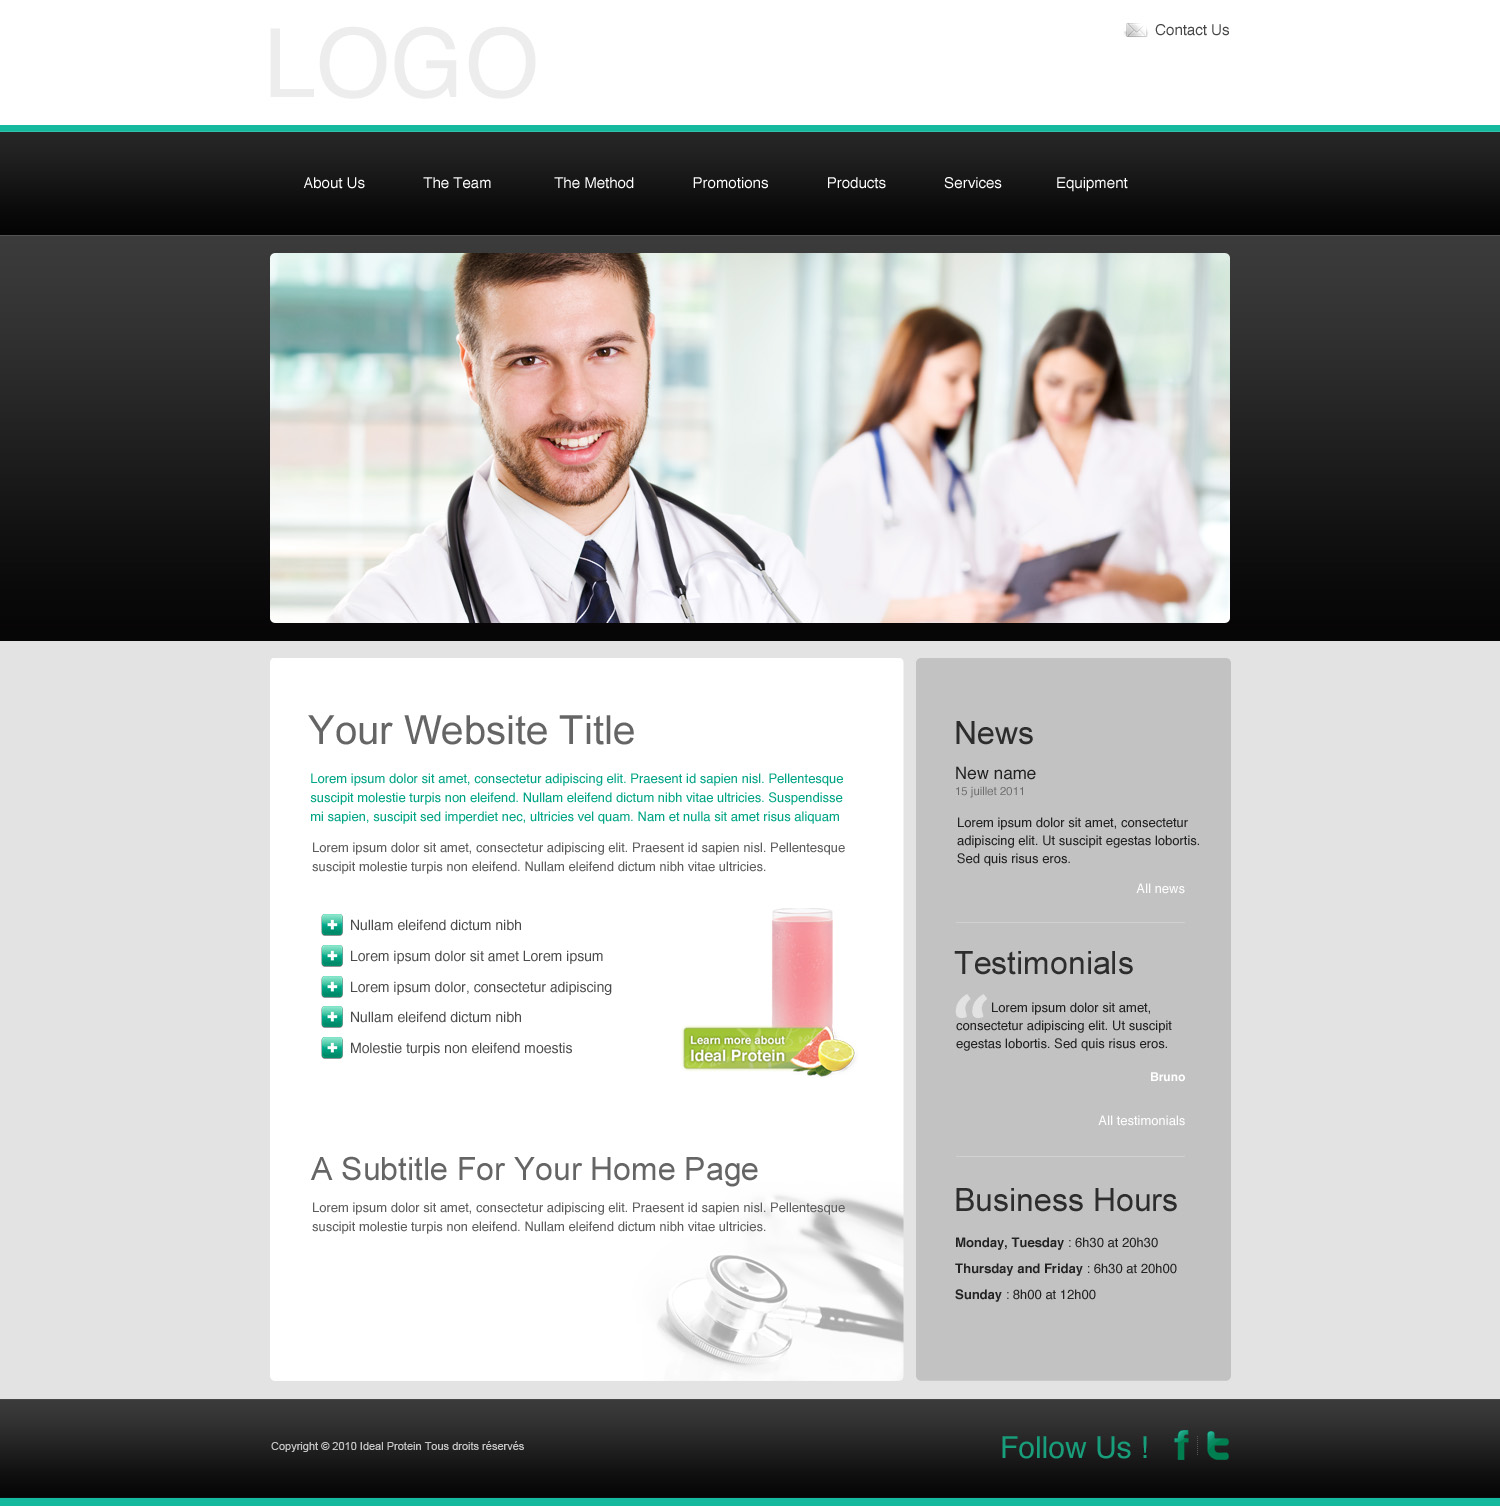 LOGO
Contact Us
About Us The Team The Method Promotions Products Services Equipment
Your Website Title
Lorem ipsum dolor sit amet, consectetur adipiscing elit. Praesent id sapien nisl. Pellentesque
suscipit molestie turpis non eleifend. Nullam eleifend dictum nibh vitae ultricies. Suspendisse
mi sapien, suscipit sed imperdiet nec, ultricies vel quam. Nam et nulla sit amet risus aliquam
Lorem ipsum dolor sit amet, consectetur adipiscing elit. Praesent id sapien nisl. Pellentesque
suscipit molestie turpis non eleifend. Nullam eleifend dictum nibh vitae ultricies.
Nullam eleifend dictum nibh
Lorem ipsum dolor sit amet Lorem ipsum
Lorem ipsum dolor, consectetur adipiscing
Nullam eleifend dictum nibh
Molestie turpis non eleifend moestis
Learn more about
Ideal Protein
A Subtitle For Your Home Page
Lorem ipsum dolor sit amet, consectetur adipiscing elit. Praesent id sapien nisl. Pellentesque
suscipit molestie turpis non eleifend. Nullam eleifend dictum nibh vitae ultricies.
News
New name
15 juillet 2011
Lorem ipsum dolor sit amet, consectetur
adipiscing elit. Ut suscipit egestas lobortis.
Sed quis risus eros.
All news
Testimonials
“ Lorem ipsum dolor sit amet,
consectetur adipiscing elit. Ut suscipit
egestas lobortis. Sed quis risus eros.
Bruno
All testimonials
Business Hours
Monday, Tuesday : 6h30 at 20h30
Thursday and Friday : 6h30 at 20h00
Sunday : 8h00 at 12h00
Copyright © 2010 Ideal Protein Tous droits réservés
Follow Us ! f t